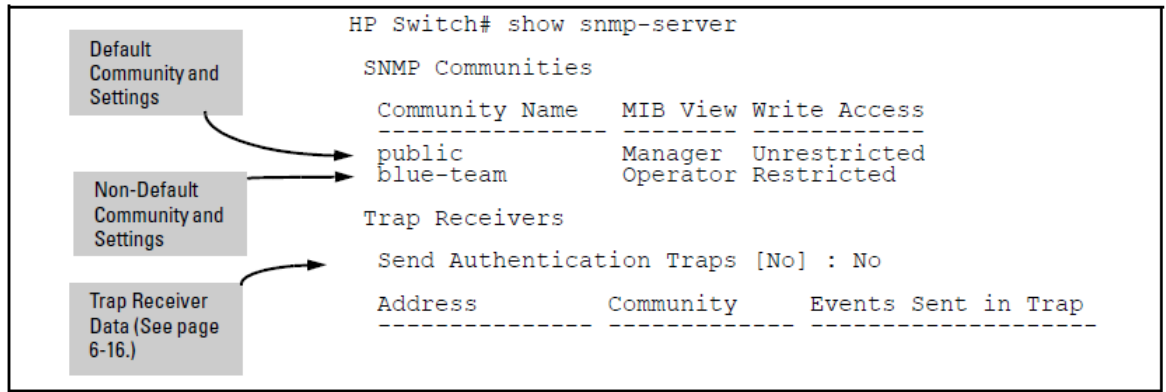 HP Switch# show snmp-server
Default
Community and
Settings
SNMP Communities
Community Name MIB View Write Access
---------------- -------- ------------
public Manager Unrestricted
blue-team Operator Restricted
Non-Default
Community and
Settings
Trap Receivers
Send Authentication Traps [No] : No
Trap Receiver
Data (See page
6-16.)
Address Community Events Sent in Trap
--------------- ------------- --------------------